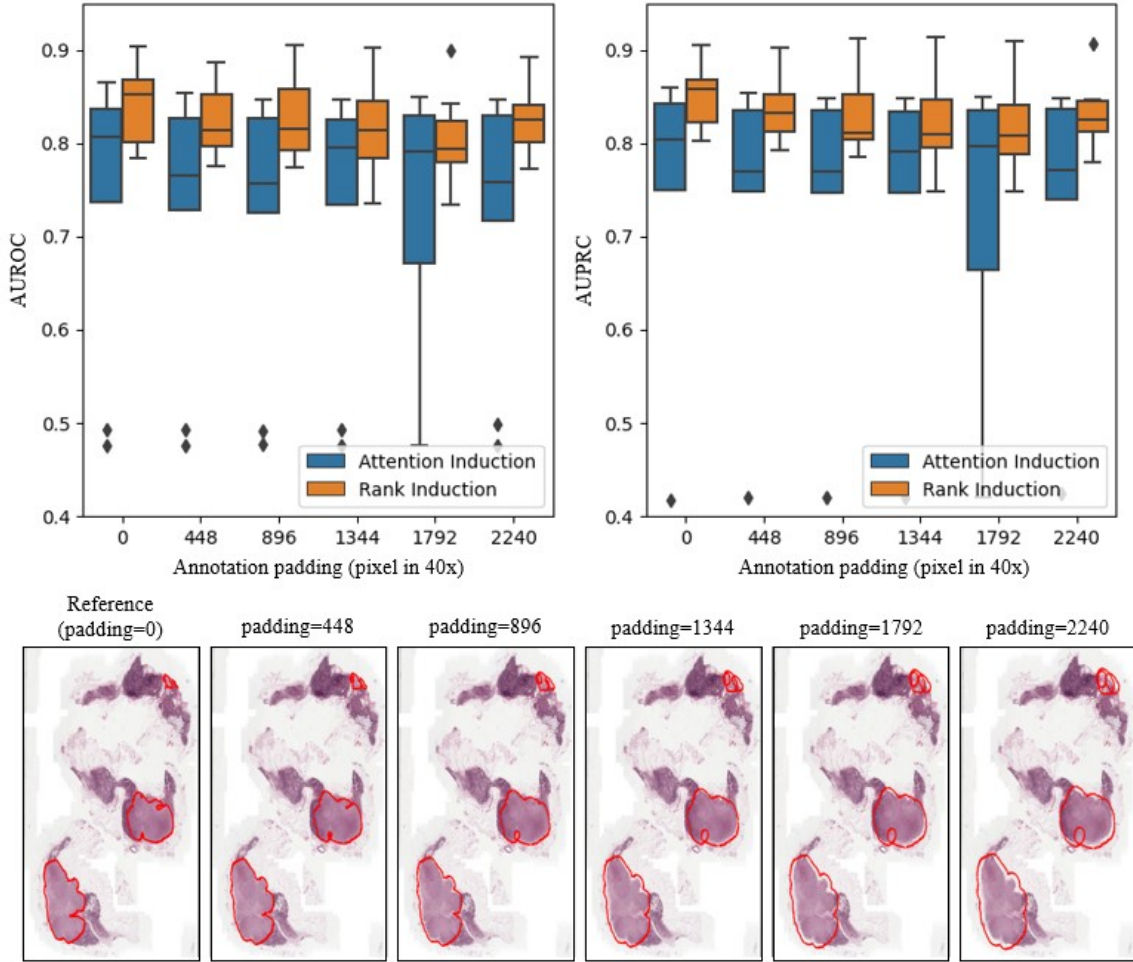 AUROC
0.9
0.8
0.7
0.6
0.5
0.4
0 448 896 1344 1792 2240
Annotation padding (pixel in 40x)
Attention Induction
Rank Induction
AUPRC
0.9
0.8
0.7
0.6
0.5
0.4
0 448 896 1344 1792 2240
Annotation padding (pixel in 40x)
Attention Induction
Rank Induction
Reference
(padding=0)
padding=448
padding=896
padding=1344
padding=1792
padding=2240